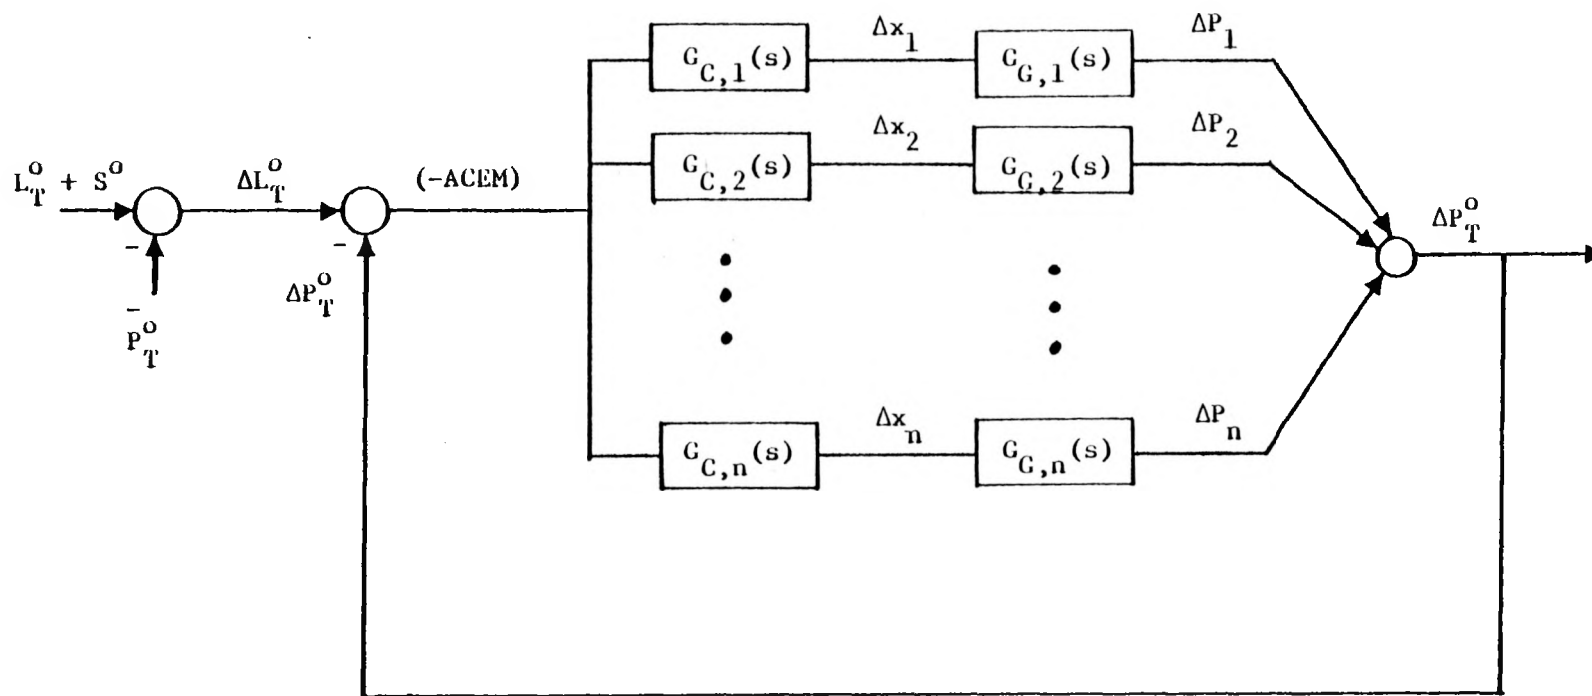 L_T^o + S^o
-
P̄_T^o
ΔL_T^o
-
ΔP_T^o
(-ACEM)
G_C,1(s)
Δx_1
G_G,1(s)
ΔP_1
G_C,2(s)
Δx_2
G_G,2(s)
ΔP_2
G_C,n(s)
Δx_n
G_G,n(s)
ΔP_n
ΔP_T^o